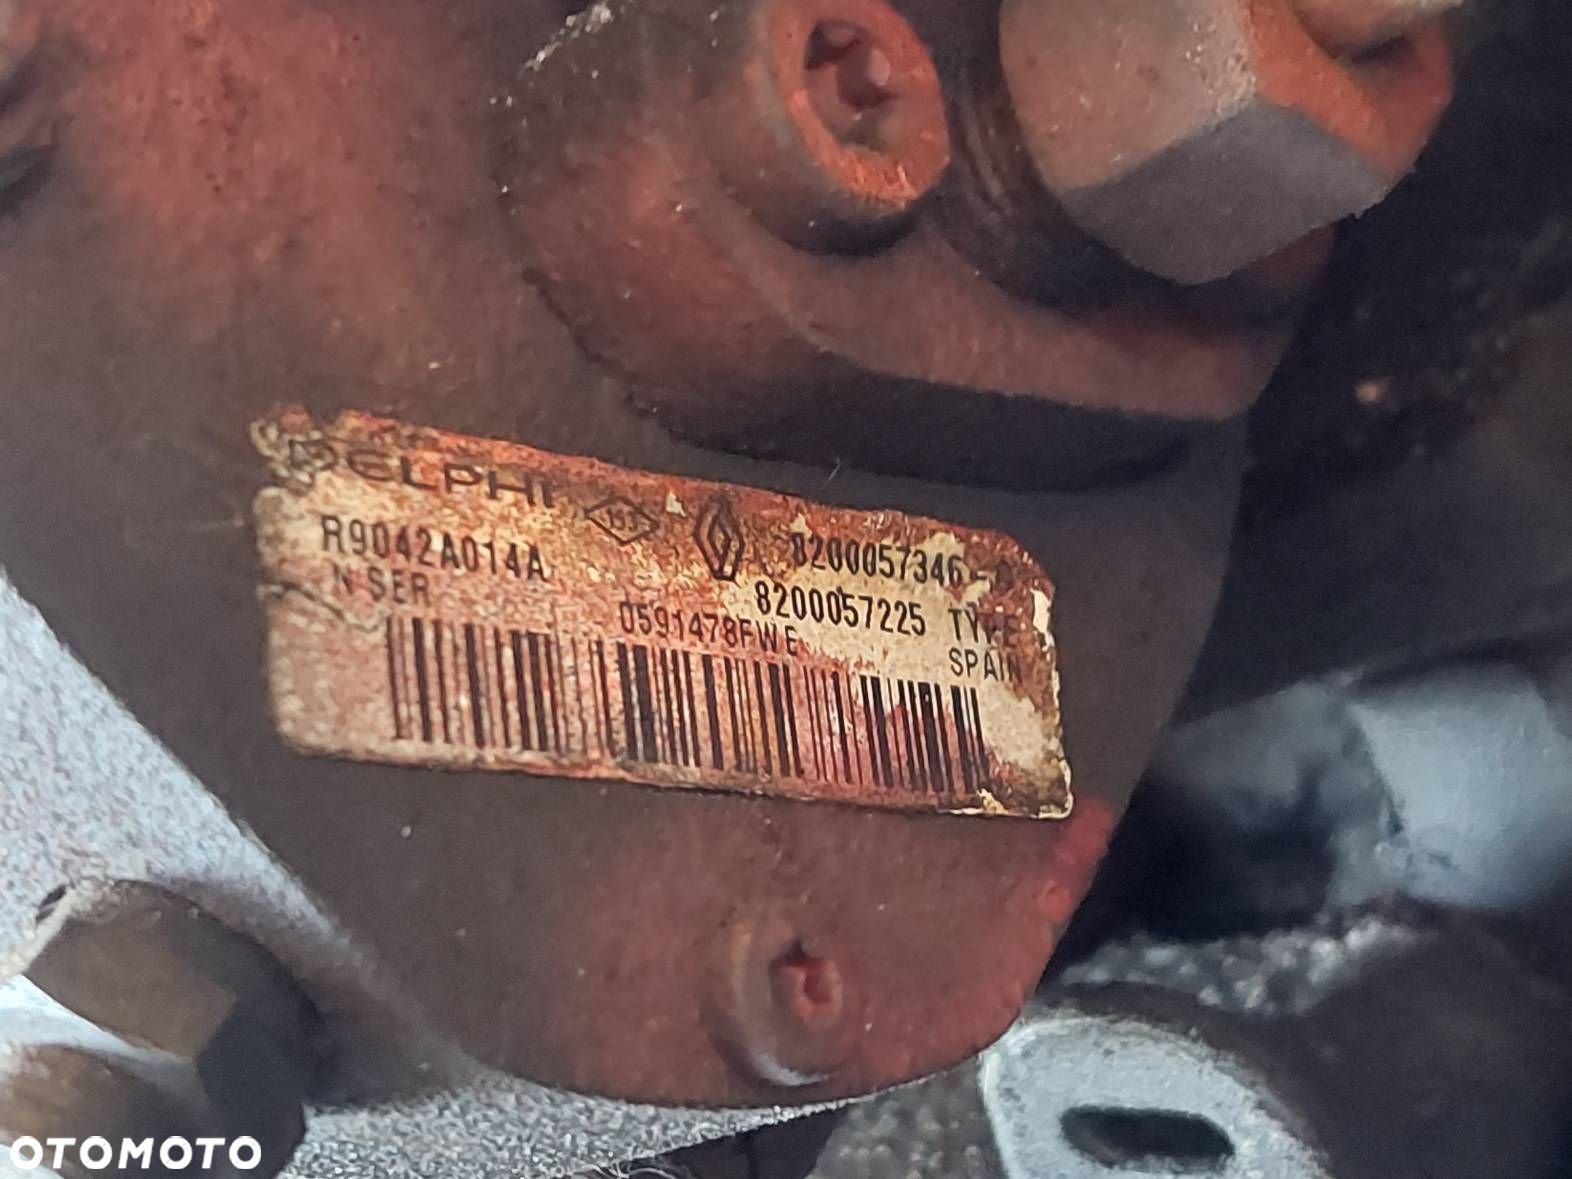 DELPHI
R9042A014A 8200057346
N SER 8200057225 TYPE
0591478FWE SPAIN
OTOMOTO